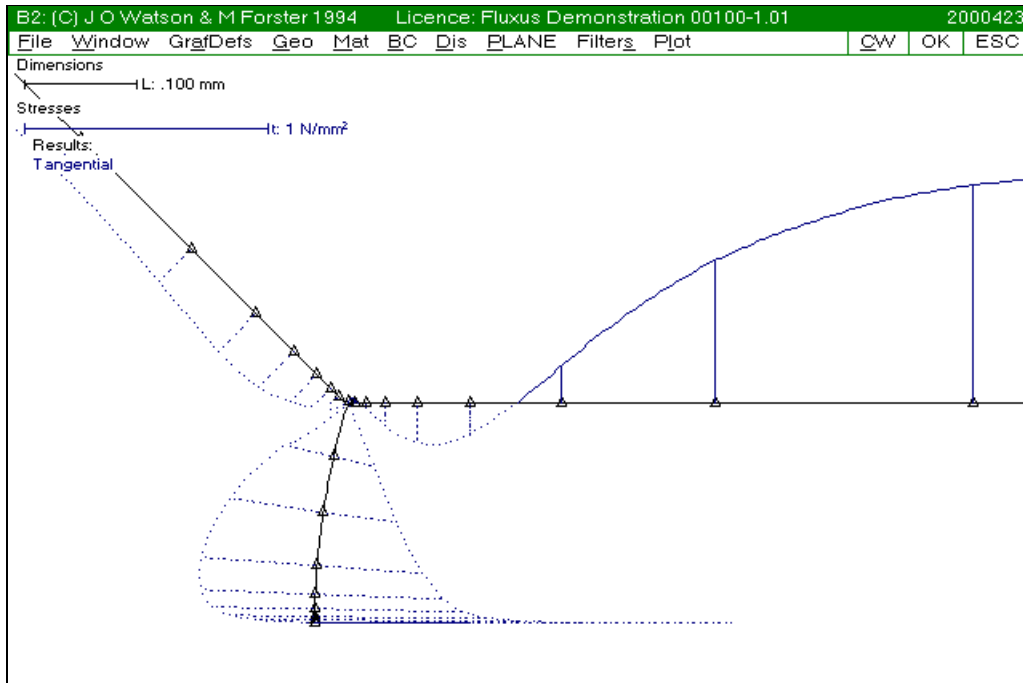 B2: (C) J O Watson & M Forster 1994 Licence: Fluxus Demonstration 00100-1.01 2000423
File Window GrafDefs Geo Mat BC Dis PLANE Filters Plot CW OK ESC
Dimensions
L: .100 mm
Stresses
t: 1 N/mm²
Results:
Tangential